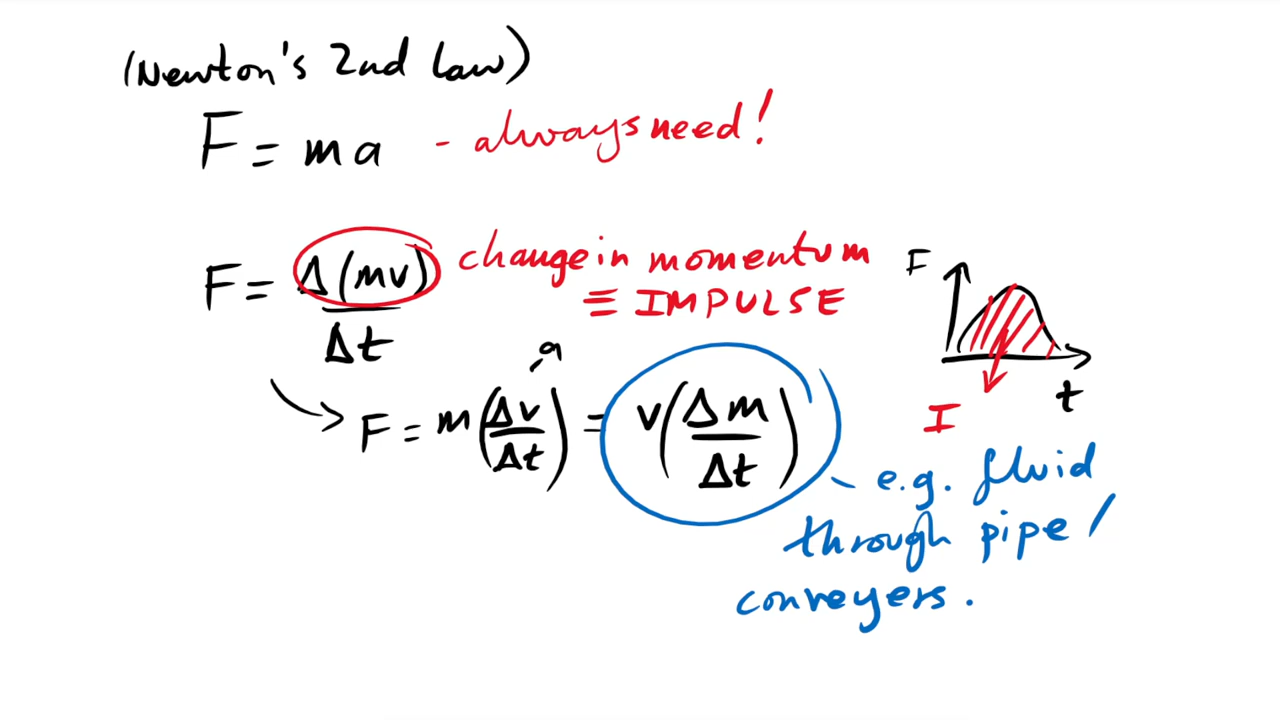 (Newton's 2nd law)
F = ma - always need!
F = Δ(mv)/Δt change in momentum
≡ IMPULSE
F
t
I
a
F = m(Δv/Δt) = v(Δm/Δt)
e.g. fluid
through pipe/
conveyers.